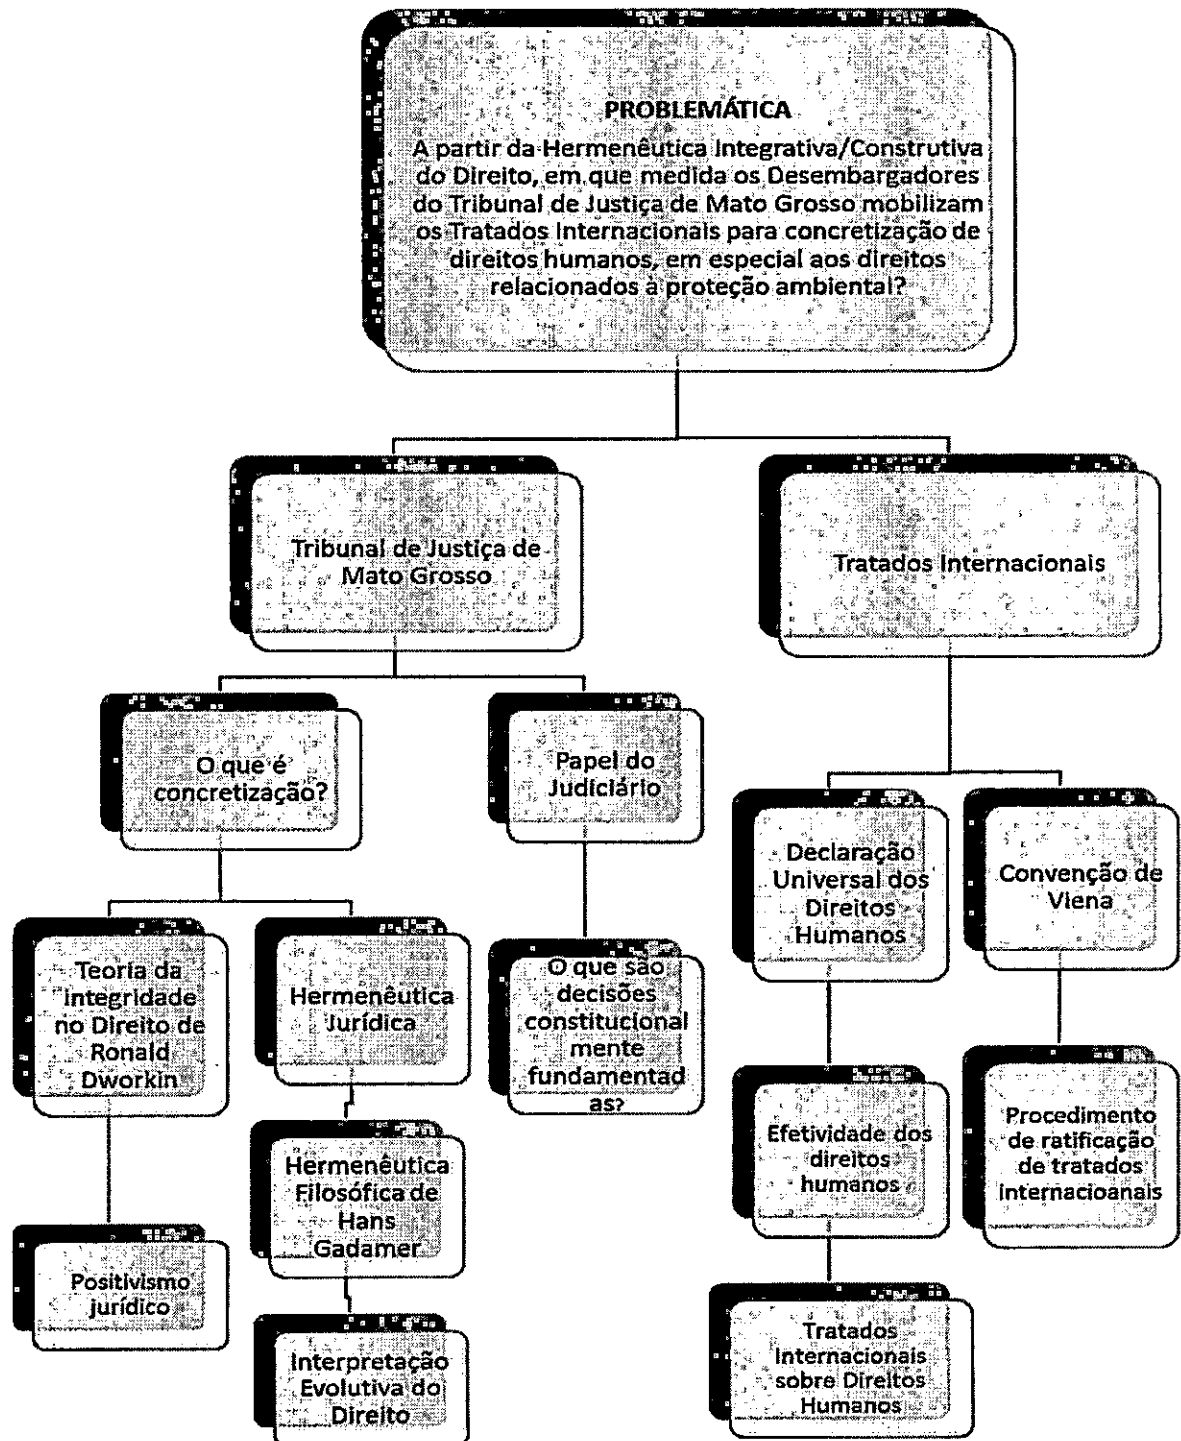 PROBLEMÁTICA
A partir da Hermenêutica Integrativa/Construtiva
do Direito, em que medida os Desembargadores
do Tribunal de Justiça de Mato Grosso mobilizam
os Tratados Internacionais para concretização de
direitos humanos, em especial aos direitos
relacionados à proteção ambiental?
Tribunal de Justiça de
Mato Grosso
Tratados Internacionais
O que é
concretização?
Papel do
Judiciário
Declaração
Universal dos
Direitos
Humanos
Convenção de
Viena
Teoria da
integridade
no Direito de
Ronald
Dworkin
Hermenêutica
Jurídica
O que são
decisões
constitucional
mente
fundamentad
as?
Efetividade dos
direitos
humanos
Procedimento
de ratificação
de tratados
internacioanais
Hermenêutica
Filosófica de
Hans
Gadamer
Positivismo
jurídico
Interpretação
Evolutiva do
Direito
Tratados
Internacionais
sobre Direitos
Humanos